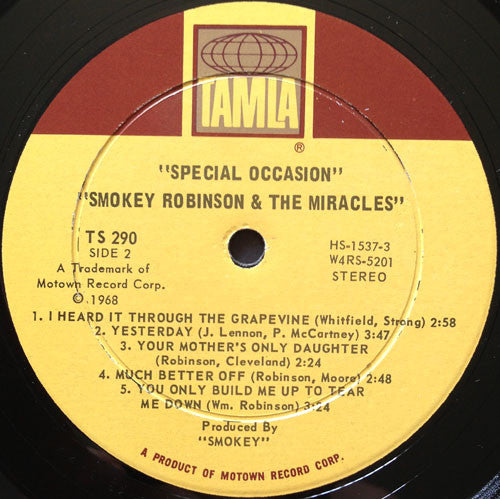 TAMLA
®
"SPECIAL OCCASION"
"SMOKEY ROBINSON & THE MIRACLES"
TS 290
SIDE 2
A Trademark of
Motown Record Corp.
© 1968
HS-1537-3
W4RS-5201
STEREO
1. I HEARD IT THROUGH THE GRAPEVINE (Whitfield, Strong) 2:58
2. YESTERDAY (J. Lennon, P. McCartney) 3:47
3. YOUR MOTHER'S ONLY DAUGHTER
(Robinson, Cleveland) 2:24
4. MUCH BETTER OFF (Robinson, Moore) 2:48
5. YOU ONLY BUILD ME UP TO TEAR
ME DOWN (Wm. Robinson) 3:24
Produced By
"SMOKEY"
A PRODUCT OF MOTOWN RECORD CORP.